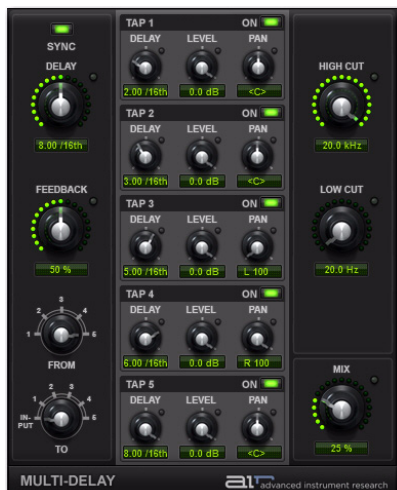 SYNC
DELAY
8.00 /16th
FEEDBACK
50 %
1 2 3 4 5
FROM
IN-
PUT
1 2 3 4 5
TO
TAP 1 ON
DELAY LEVEL PAN
2.00 /16th 0.0 dB <C>
TAP 2 ON
DELAY LEVEL PAN
3.00 /16th 0.0 dB <C>
TAP 3 ON
DELAY LEVEL PAN
5.00 /16th 0.0 dB L 100
TAP 4 ON
DELAY LEVEL PAN
6.00 /16th 0.0 dB R 100
TAP 5 ON
DELAY LEVEL PAN
8.00 /16th 0.0 dB <C>
HIGH CUT
20.0 kHz
LOW CUT
20.0 Hz
MIX
25 %
MULTI-DELAY
AIR advanced instrument research